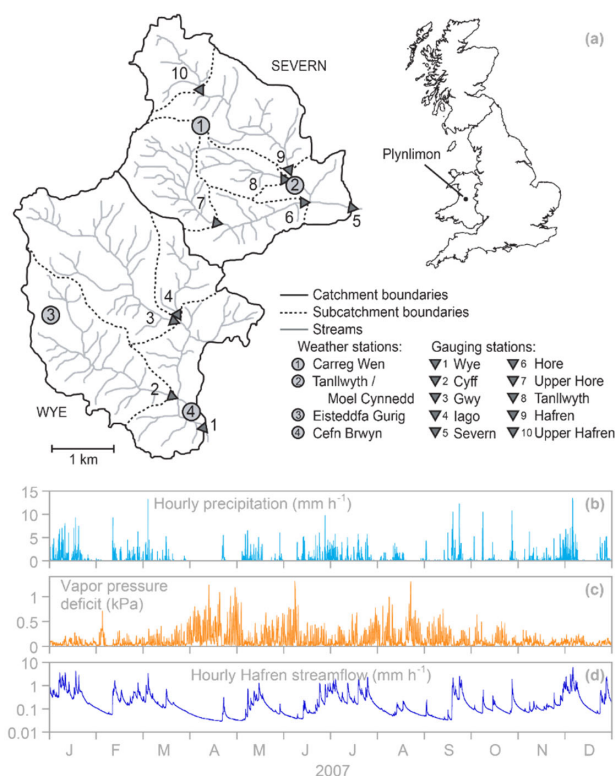 (a)
SEVERN
10
1
9
2
8
7
6
5
Plynlimon
4
3
3
2
4
1
WYE
1 km
Catchment boundaries
Subcatchment boundaries
Streams
Weather stations:
1 Carreg Wen
2 Tanllwyth /
Moel Cynnedd
3 Eisteddfa Gurig
4 Cefn Brwyn
Gauging stations:
1 Wye
2 Cyff
3 Gwy
4 Iago
5 Severn
6 Hore
7 Upper Hore
8 Tanllwyth
9 Hafren
10 Upper Hafren
15
10
5
0
Hourly precipitation (mm h⁻¹)
(b)
1
0.5
0
Vapor pressure
deficit (kPa)
(c)
10
1
0.1
0.01
Hourly Hafren streamflow (mm h⁻¹)
(d)
J F M A M J J A S O N D
2007